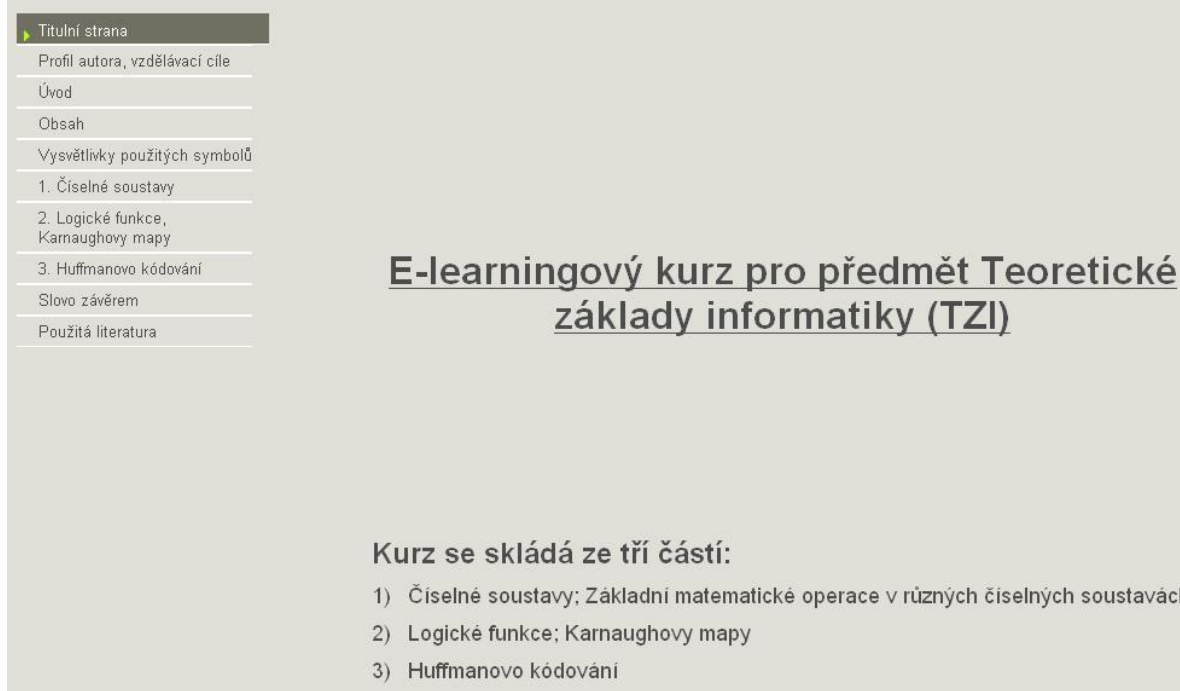 Titulní strana
Profil autora, vzdělávací cíle
Úvod
Obsah
Vysvětlivky použitých symbolů
1. Číselné soustavy
2. Logické funkce,
Karnaughovy mapy
3. Huffmanovo kódování
Slovo závěrem
Použitá literatura
E-learningový kurz pro předmět Teoretické
základy informatiky (TZI)
Kurz se skládá ze tří částí:
1) Číselné soustavy; Základní matematické operace v různých číselných soustavác
2) Logické funkce; Karnaughovy mapy
3) Huffmanovo kódování